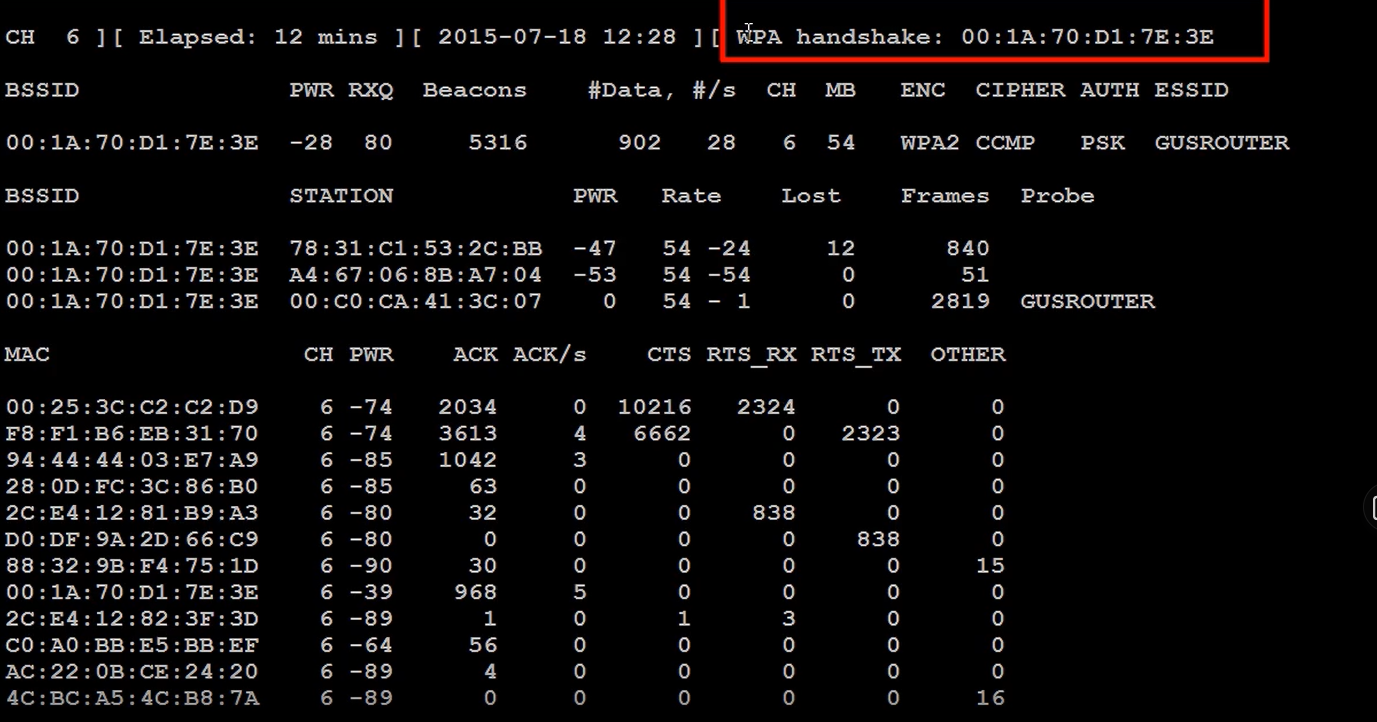 CH 6 ][ Elapsed: 12 mins ][ 2015-07-18 12:28 ][ WPA handshake: 00:1A:70:D1:7E:3E
BSSID PWR RXQ Beacons #Data, #/s CH MB ENC CIPHER AUTH ESSID
00:1A:70:D1:7E:3E -28 80 5316 902 28 6 54 WPA2 CCMP PSK GUSROUTER
BSSID STATION PWR Rate Lost Frames Probe
00:1A:70:D1:7E:3E 78:31:C1:53:2C:BB -47 54 -24 12 840
00:1A:70:D1:7E:3E A4:67:06:8B:A7:04 -53 54 -54 0 51
00:1A:70:D1:7E:3E 00:C0:CA:41:3C:07 0 54 - 1 0 2819 GUSROUTER
MAC CH PWR ACK ACK/s CTS RTS_RX RTS_TX OTHER
00:25:3C:C2:C2:D9 6 -74 2034 0 10216 2324 0 0
F8:F1:B6:EB:31:70 6 -74 3613 4 6662 0 2323 0
94:44:44:03:E7:A9 6 -85 1042 3 0 0 0 0
28:0D:FC:3C:86:B0 6 -85 63 0 0 0 0 0
2C:E4:12:81:B9:A3 6 -80 32 0 0 838 0 0
D0:DF:9A:2D:66:C9 6 -80 0 0 0 0 838 0
88:32:9B:F4:75:1D 6 -90 30 0 0 0 0 15
00:1A:70:D1:7E:3E 6 -39 968 5 0 0 0 0
2C:E4:12:82:3F:3D 6 -89 1 0 1 3 0 0
C0:A0:BB:E5:BB:EF 6 -64 56 0 0 0 0 0
AC:22:0B:CE:24:20 6 -89 4 0 0 0 0 0
4C:BC:A5:4C:B8:7A 6 -89 0 0 0 0 0 16